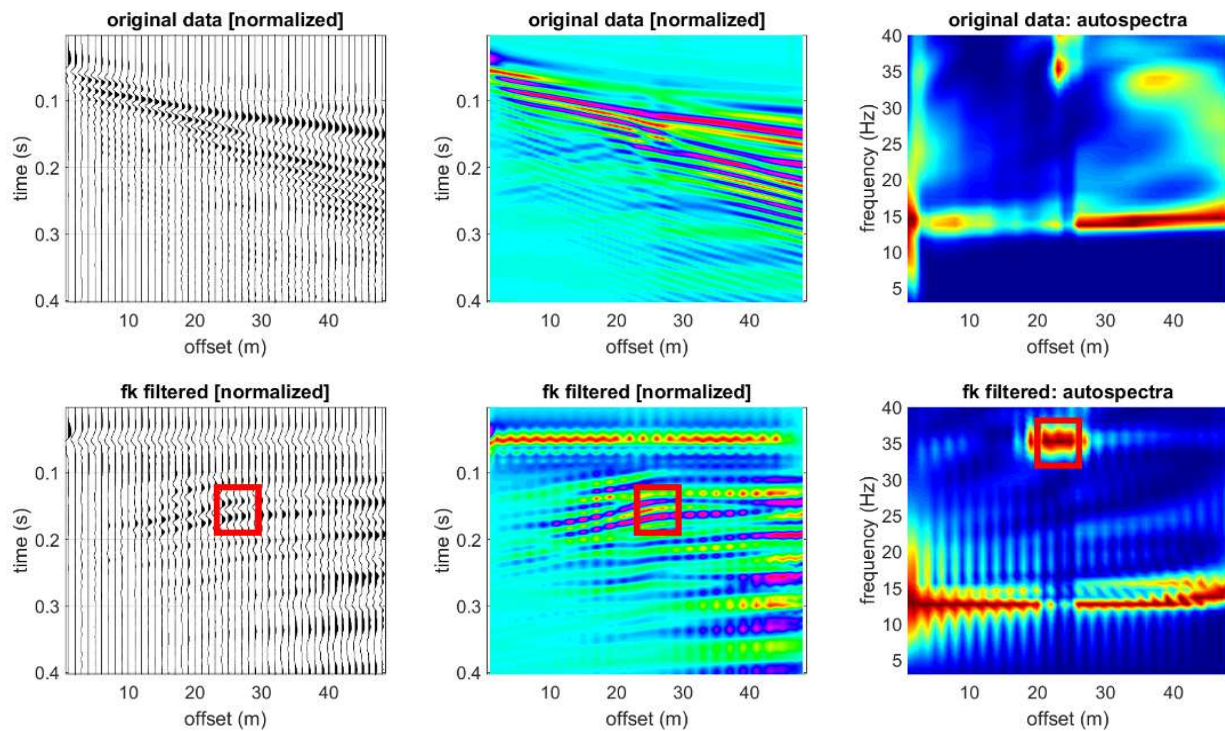 original data [normalized]
time (s)
0.1
0.2
0.3
0.4
10 20 30 40
offset (m)
original data [normalized]
time (s)
0.1
0.2
0.3
0.4
10 20 30 40
offset (m)
original data: autospectra
frequency (Hz)
40
35
30
25
20
15
10
5
10 20 30 40
offset (m)
fk filtered [normalized]
time (s)
0.1
0.2
0.3
0.4
10 20 30 40
offset (m)
fk filtered [normalized]
time (s)
0.1
0.2
0.3
0.4
10 20 30 40
offset (m)
fk filtered: autospectra
frequency (Hz)
40
35
30
25
20
15
10
5
10 20 30 40
offset (m)